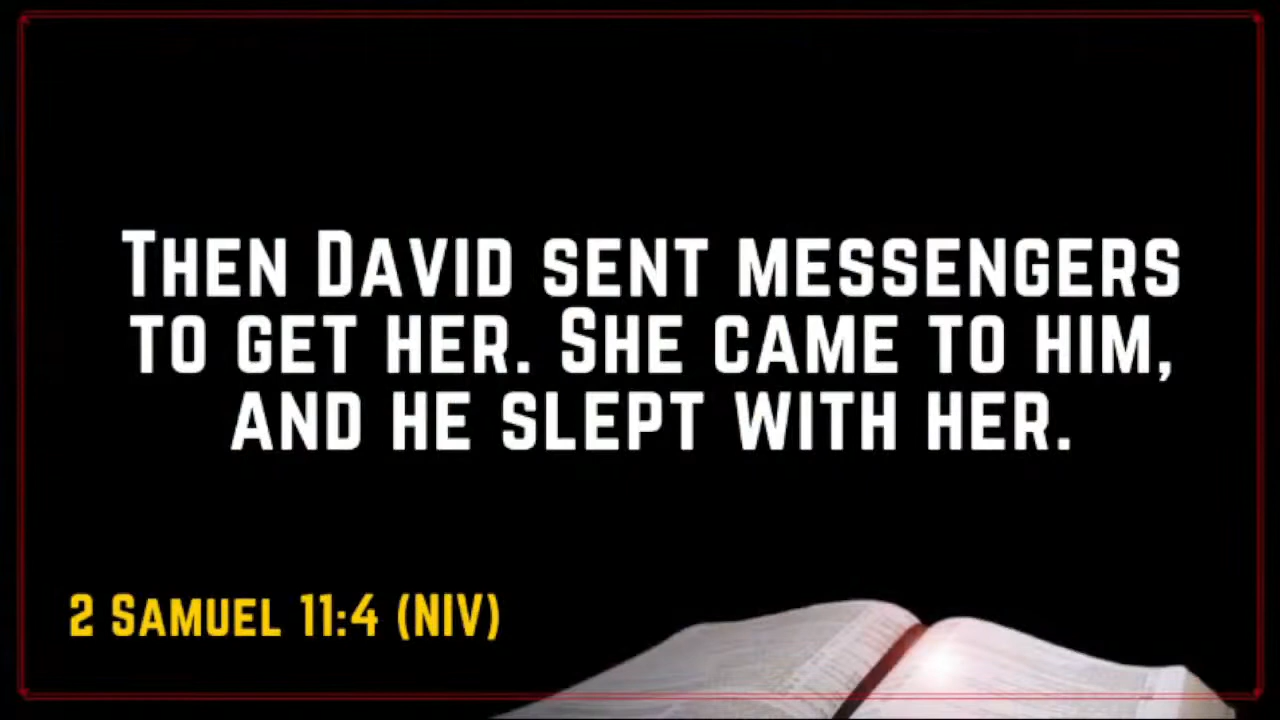 Then David sent messengers
to get her. She came to him,
and he slept with her.
2 Samuel 11:4 (NIV)